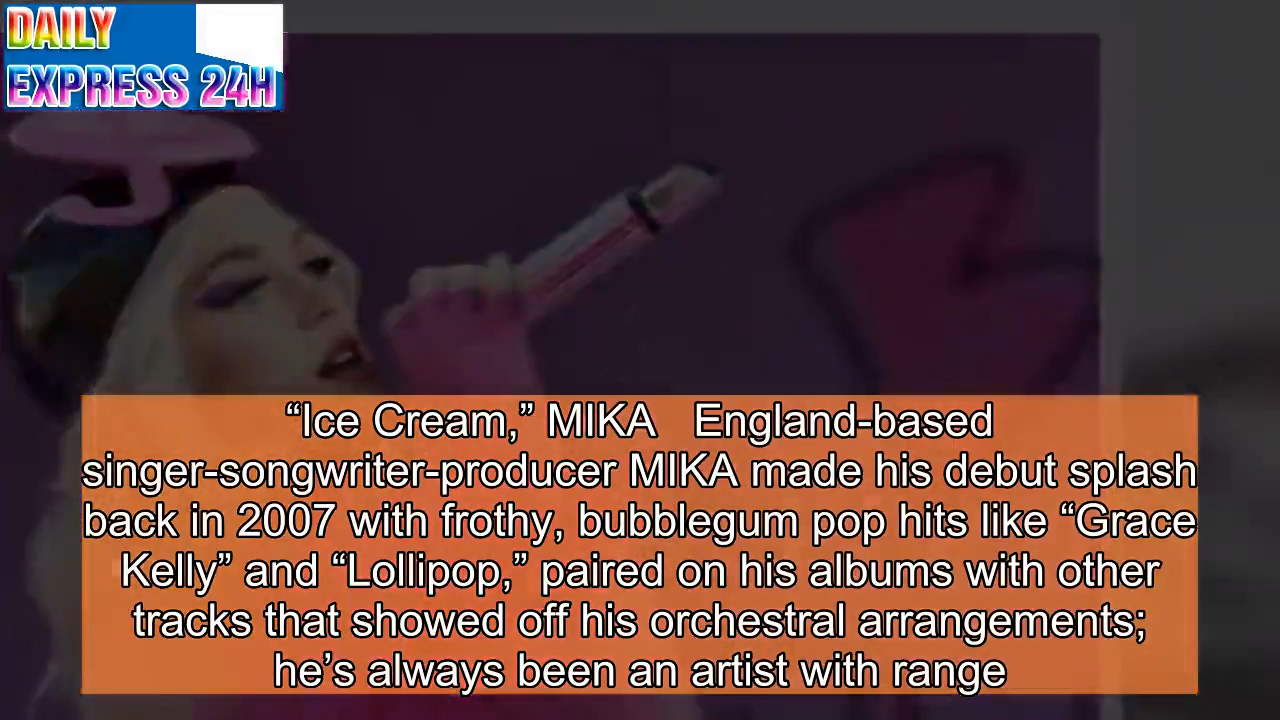 DAILY
EXPRESS 24H
“Ice Cream,” MIKA England-based
singer-songwriter-producer MIKA made his debut splash
back in 2007 with frothy, bubblegum pop hits like “Grace
Kelly” and “Lollipop,” paired on his albums with other
tracks that showed off his orchestral arrangements;
he’s always been an artist with range